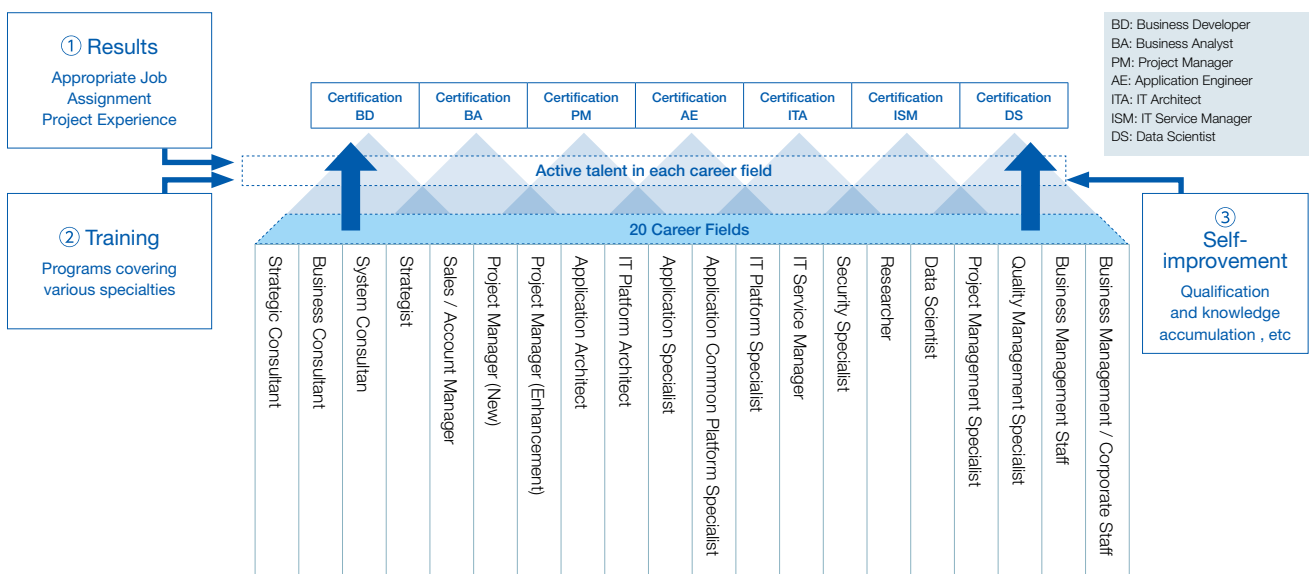 ① Results
Appropriate Job
Assignment
Project Experience
② Training
Programs covering
various specialties
Certification
BD
Certification
BA
Certification
PM
Certification
AE
Certification
ITA
Certification
ISM
Certification
DS
BD: Business Developer
BA: Business Analyst
PM: Project Manager
AE: Application Engineer
ITA: IT Architect
ISM: IT Service Manager
DS: Data Scientist
Active talent in each career field
20 Career Fields
③
Self-
improvement
Qualification
and knowledge
accumulation , etc
Strategic Consultant
Business Consultant
System Consultan
Strategist
Sales / Account Manager
Project Manager (New)
Project Manager (Enhancement)
Application Architect
IT Platform Architect
Application Specialist
Application Common Platform Specialist
IT Platform Specialist
IT Service Manager
Security Specialist
Researcher
Data Scientist
Project Management Specialist
Quality Management Specialist
Business Management Staff
Business Management / Corporate Staff